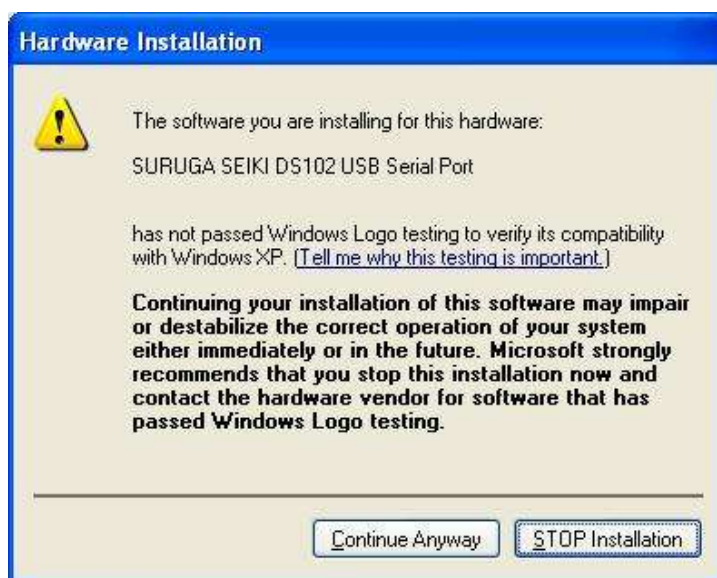 Hardware Installation
The software you are installing for this hardware:
SURUGA SEIKI DS102 USB Serial Port
has not passed Windows Logo testing to verify its compatibility
with Windows XP. (Tell me why this testing is important.)
Continuing your installation of this software may impair
or destabilize the correct operation of your system
either immediately or in the future. Microsoft strongly
recommends that you stop this installation now and
contact the hardware vendor for software that has
passed Windows Logo testing.
Continue Anyway
STOP Installation